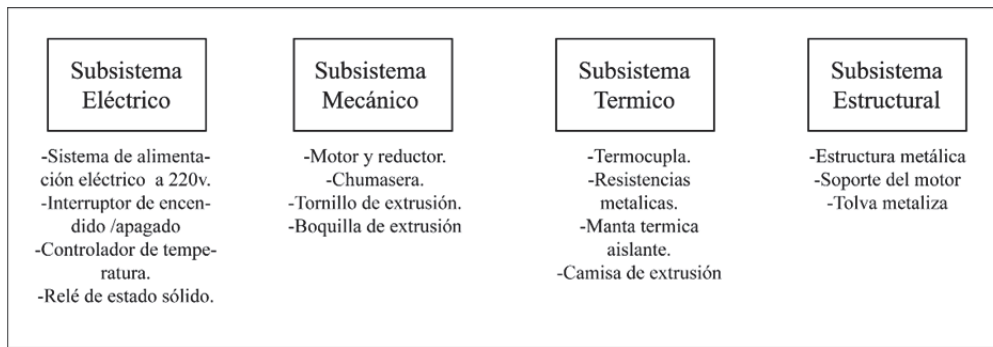 Subsistema
Eléctrico
-Sistema de alimenta-
ción eléctrico a 220v.
-Interruptor de encen-
dido /apagado
-Controlador de tempe-
ratura.
-Relé de estado sólido.
Subsistema
Mecánico
-Motor y reductor.
-Chumasera.
-Tornillo de extrusión.
-Boquilla de extrusión
Subsistema
Termico
-Termocupla.
-Resistencias
metalicas.
-Manta termica
aislante.
-Camisa de extrusión
Subsistema
Estructural
-Estructura metálica
-Soporte del motor
-Tolva metaliza